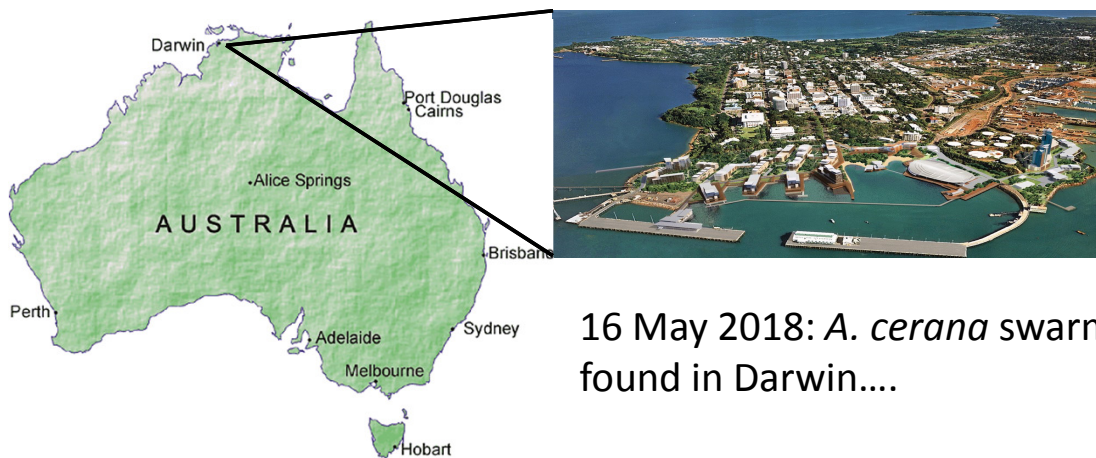 Darwin
Port Douglas
Cairns
Alice Springs
AUSTRALIA
Brisbane
Perth
Sydney
Adelaide
Melbourne
Hobart
16 May 2018: A. cerana swarm
found in Darwin....